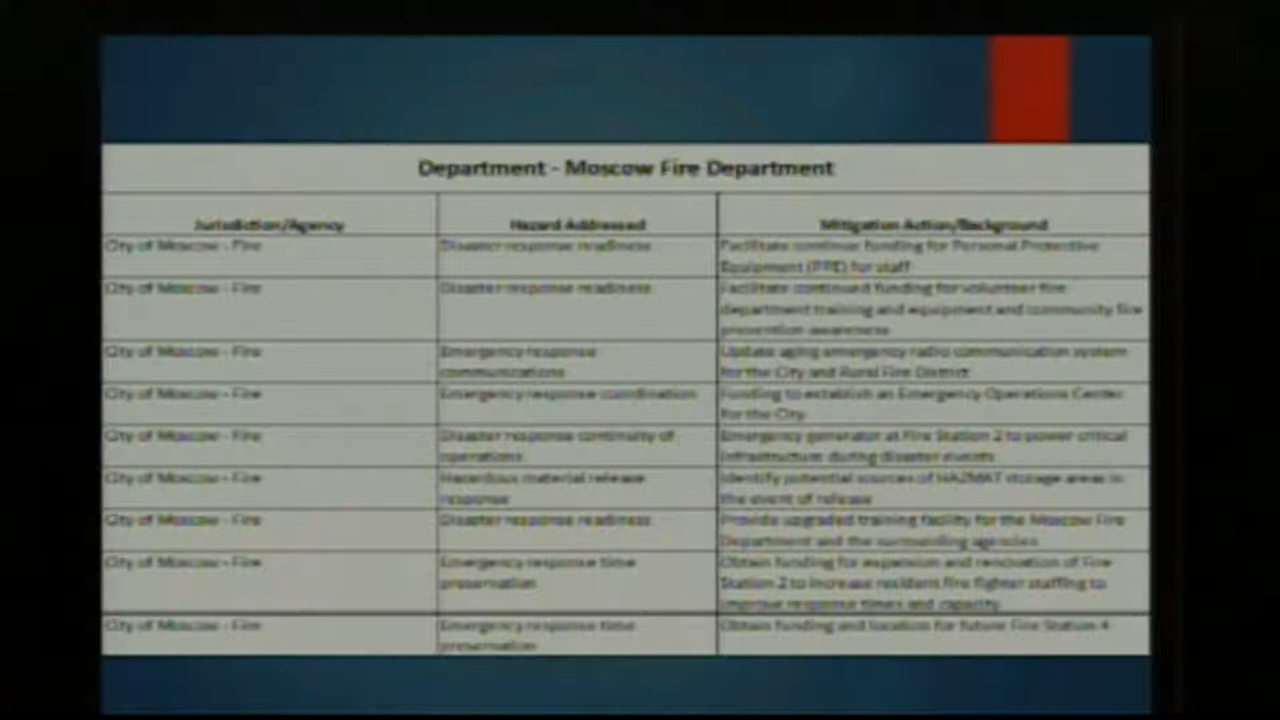 Department - Moscow Fire Department
Jurisdiction/Agency
Hazard Addressed
Mitigation Action/Background
City of Moscow - Fire
Disaster response readiness
Facilitate continue funding for Personal Protective
Equipment (PPE) for staff
City of Moscow - Fire
Disaster response readiness
Facilitate continued funding for volunteer fire
department training and equipment and community fire
prevention awareness
City of Moscow - Fire
Emergency response
communications
Update aging emergency radio communication system
for the City and Rural Fire District
City of Moscow - Fire
Emergency response coordination
Funding to establish an Emergency Operations Center
for the City
City of Moscow - Fire
Disaster response continuity of
operations
Emergency generator at Fire Station 2 to power critical
infrastructure during disaster events
City of Moscow - Fire
Hazardous material release
response
Identify potential sources of HAZMAT storage areas in
the event of release
City of Moscow - Fire
Disaster response readiness
Provide upgraded training facility for the Moscow Fire
Department and the surrounding agencies
City of Moscow - Fire
Emergency response time
preservation
Obtain funding for expansion and renovation of Fire
Station 2 to increase resident fire fighter staffing to
improve response times and capacity
City of Moscow - Fire
Emergency response time
preservation
Obtain funding and location for future Fire Station 4